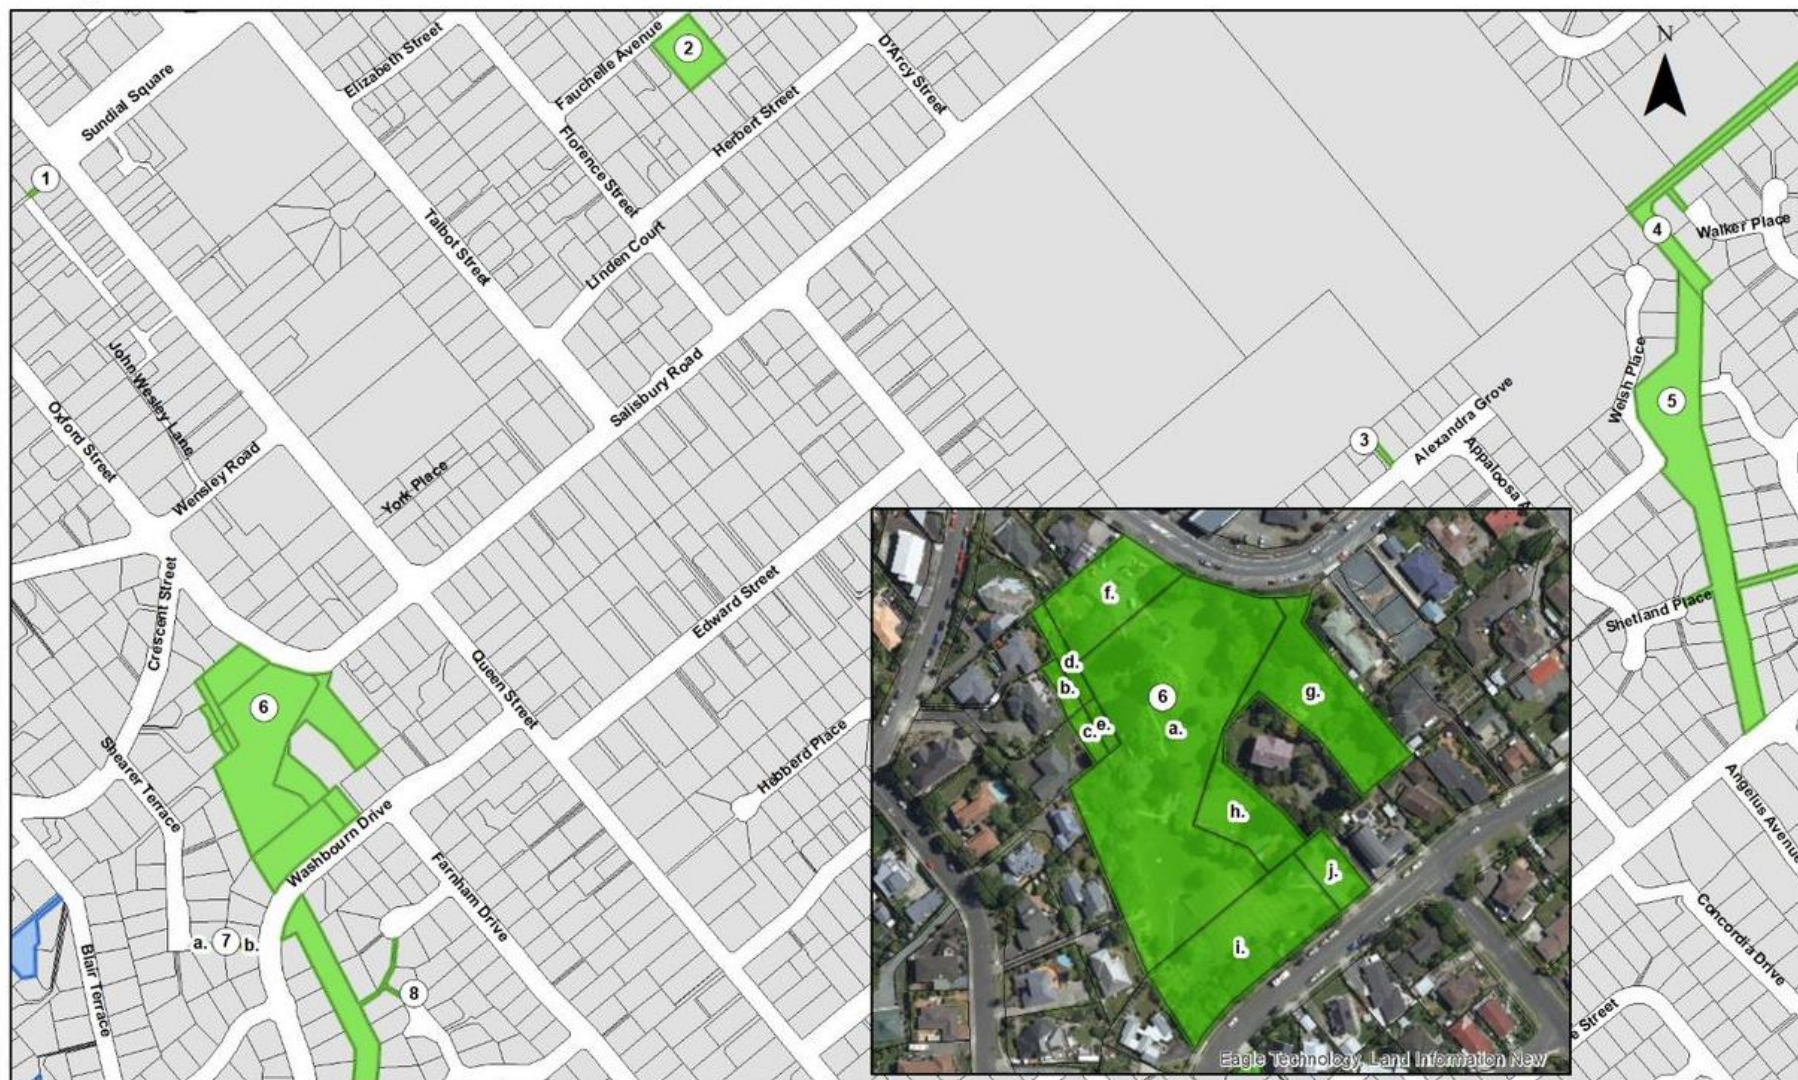 N
Sundial Square
Elizabeth Street
Fauchelle Avenue
2
D'Arcy Street
Herbert Street
Florence Street
1
Talbot Street
Linden Court
4
Walker Place
John Wesley Lane
Oxford Street
Wensley Road
York Place
Salisbury Road
Welsh Place
5
3
Alexandra Grove
Appaloosa A
Crescent Street
Edward Street
Queen Street
Shetland Place
6
Hebberd Place
Shearer Terrace
Washbourn Drive
Farnham Drive
Angelus Avenue
Concordia Drive
e Street
a.
7
b.
8
Blair Terrace
f.
d.
b.
6
g.
c.
e.
a.
h.
j.
i.
Eagle Technology, Land Information New